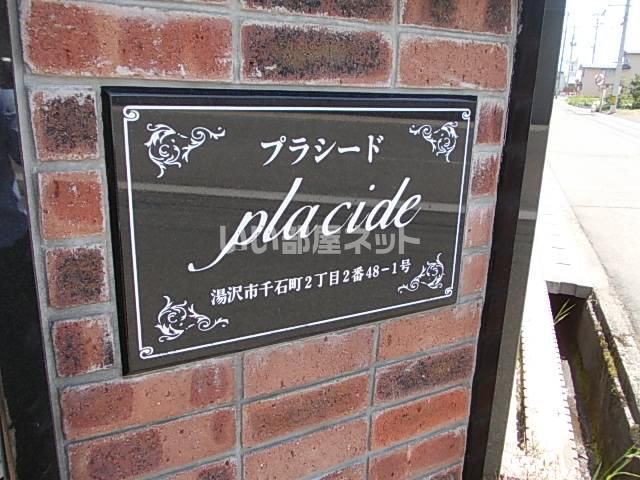 プラシード
placide
いい部屋ネット
湯沢市千石町2丁目2番48-1号